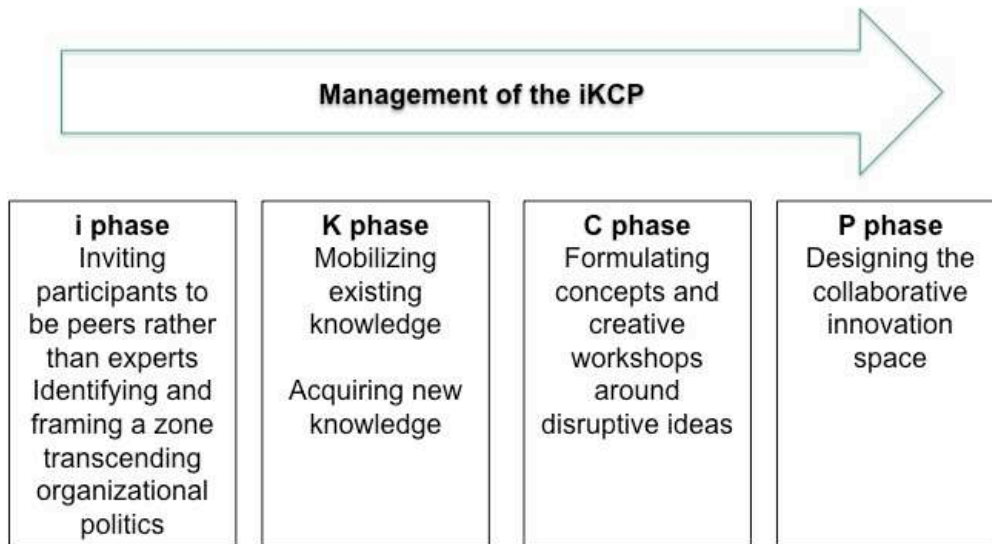 Management of the iKCP
i phase
Inviting
participants to
be peers rather
than experts
Identifying and
framing a zone
transcending
organizational
politics
K phase
Mobilizing
existing
knowledge
Acquiring new
knowledge
C phase
Formulating
concepts and
creative
workshops
around
disruptive ideas
P phase
Designing the
collaborative
innovation
space